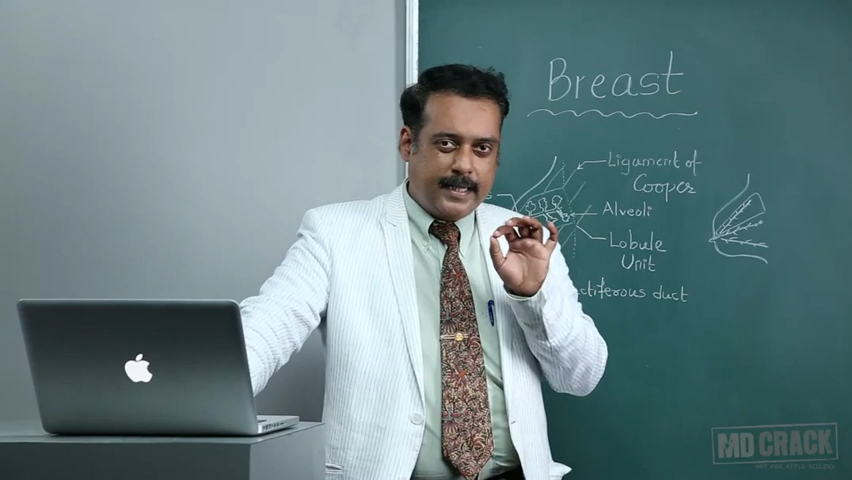 Breast
Ligament of
Cooper
Alveoli
Lobule
Unit
ctiferous duct
MD CRACK